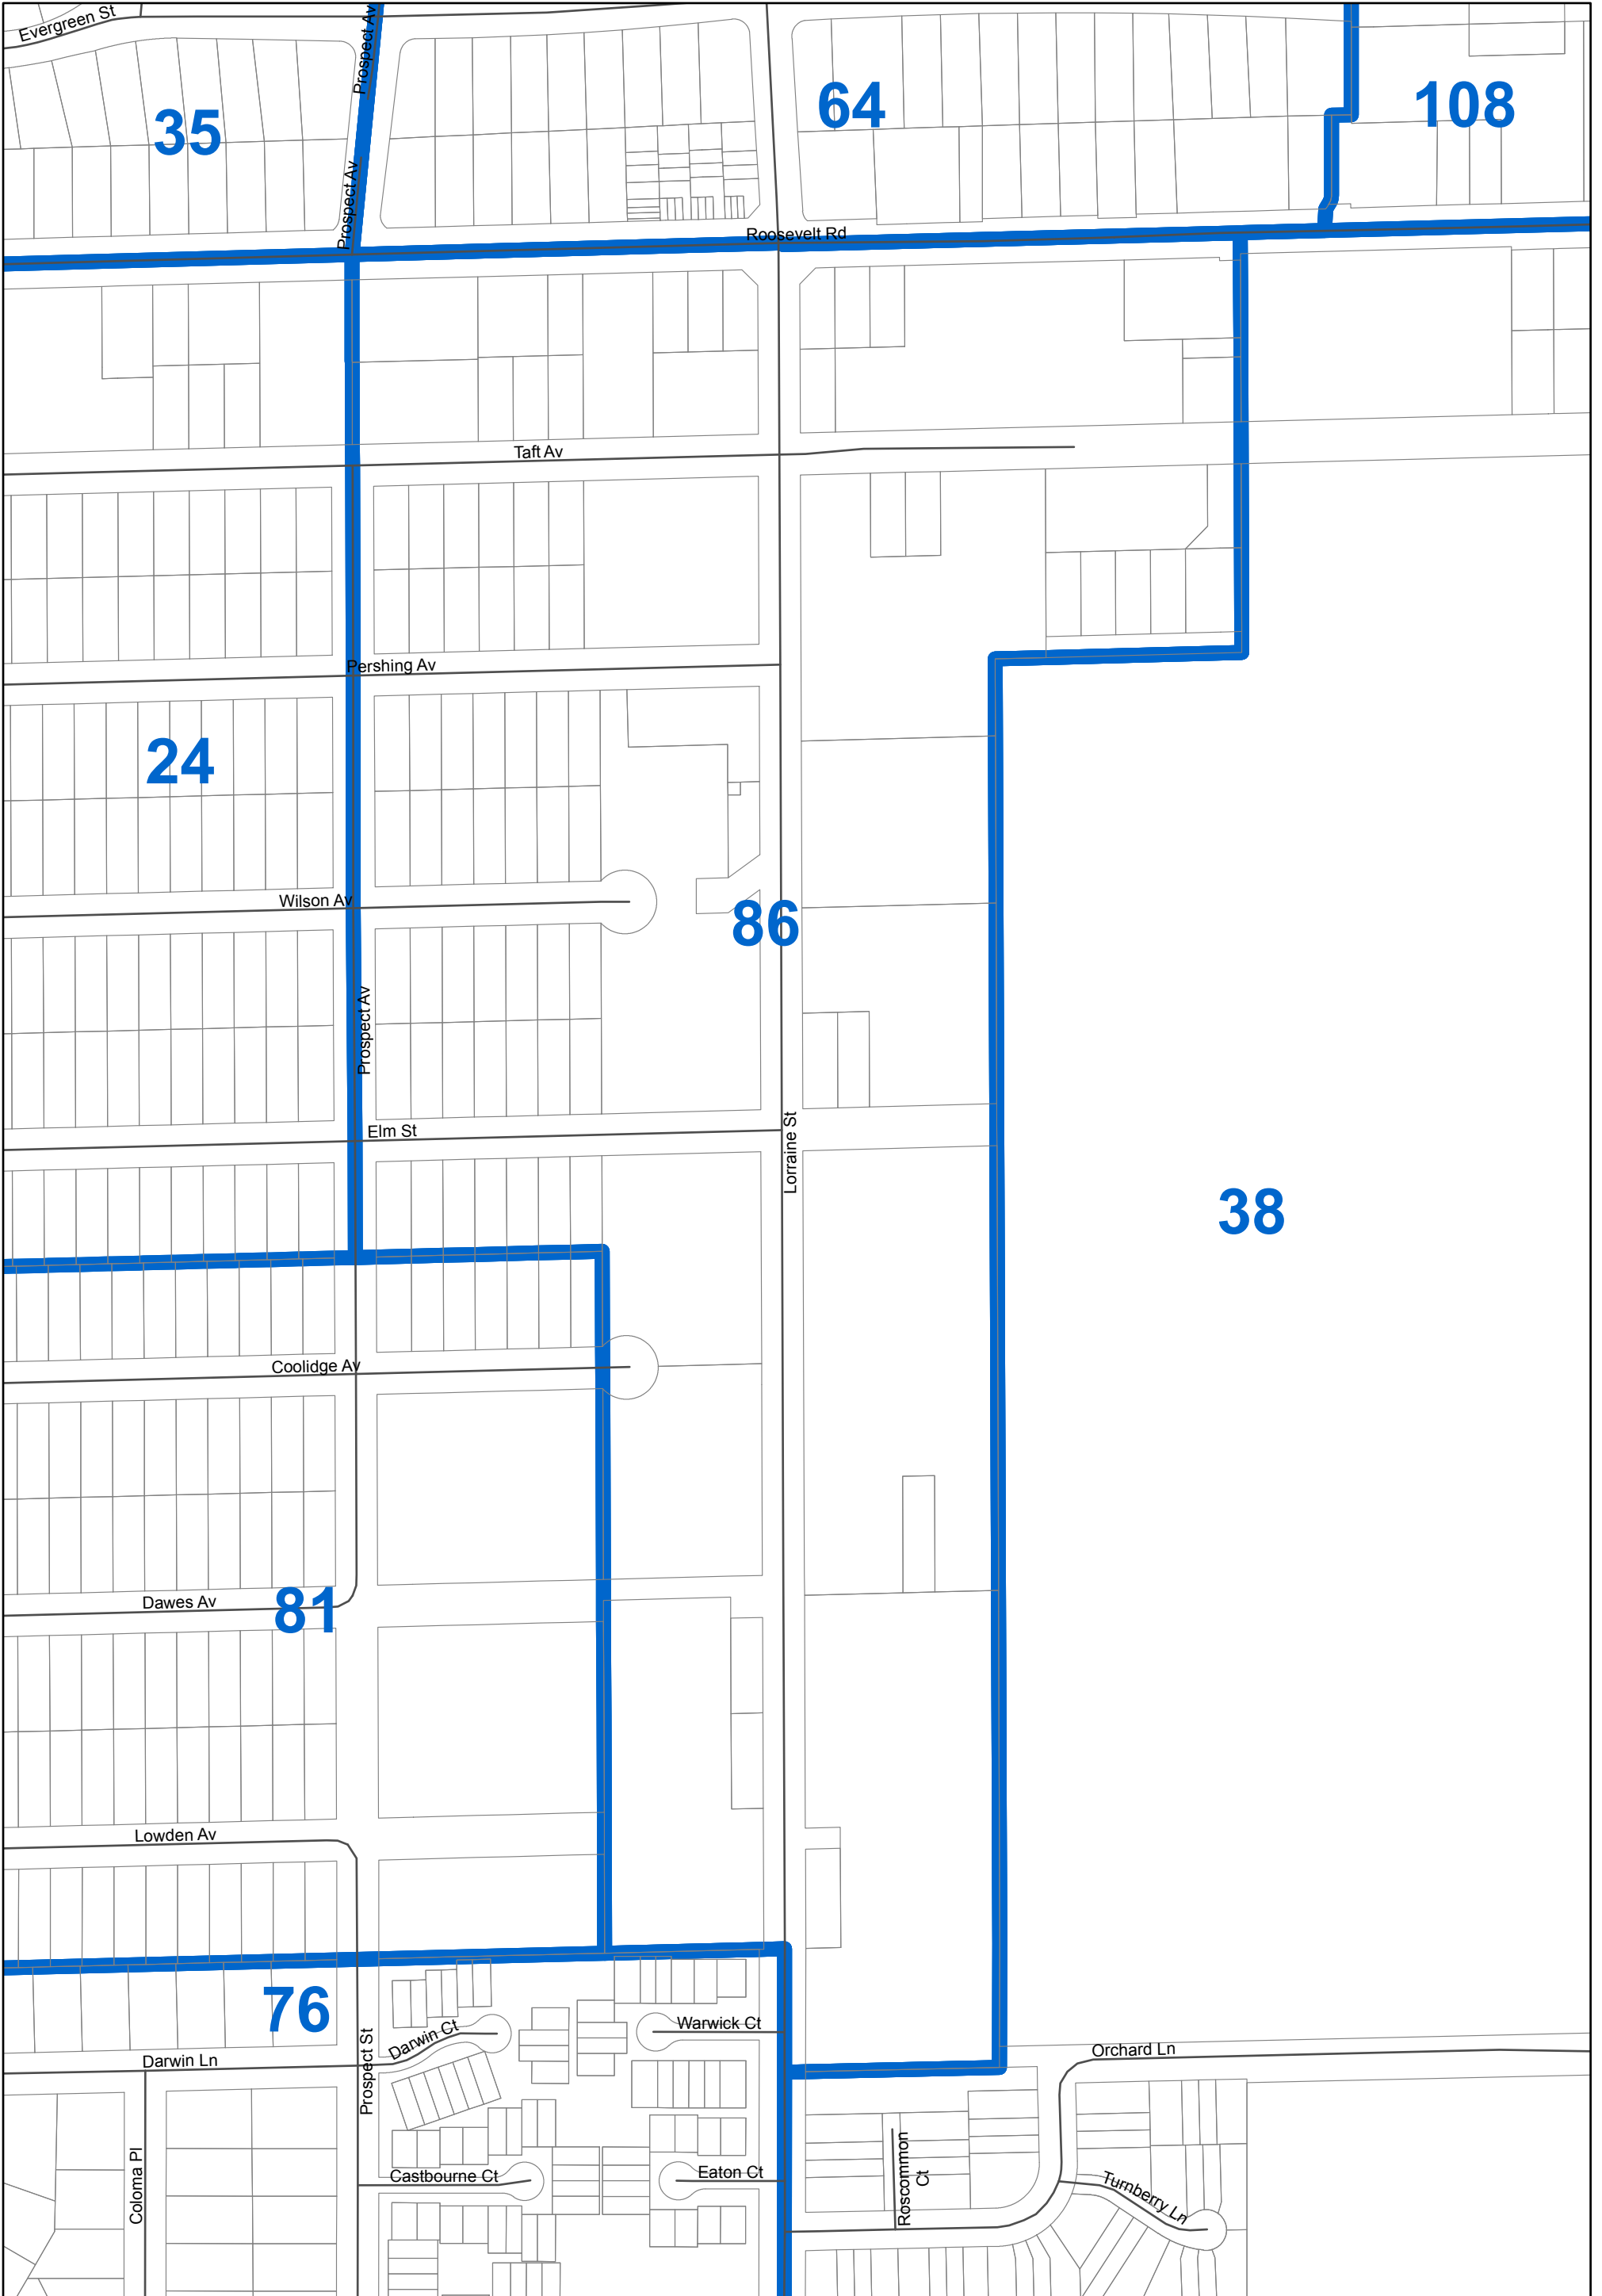 Evergreen St
Prospect Av
35
64
108
Prospect Av
Roosevelt Rd
Taft Av
Pershing Av
24
Wilson Av
86
Prospect Av
Elm St
Lorraine St
38
Coolidge Av
Dawes Av
81
Lowden Av
76
Darwin Ct
Warwick Ct
Darwin Ln
Prospect St
Orchard Ln
Coloma Pl
Castbourne Ct
Eaton Ct
Roscommon
Ct
Turnberry Ln